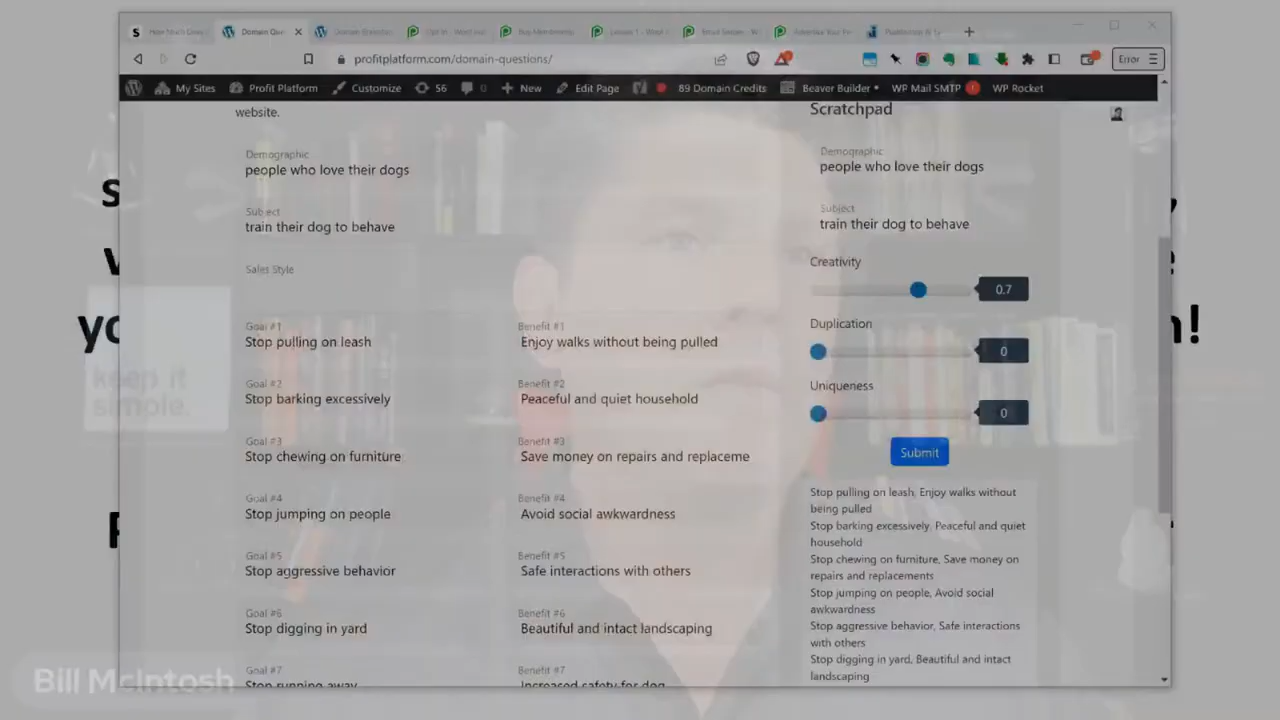 Domain Que
profitplatform.com/domain-questions/
Error
My Sites
Profit Platform
Customize
56
0
New
Edit Page
89 Domain Credits
Beaver Builder
WP Mail SMTP
WP Rocket
website.
Demographic
people who love their dogs
Subject
train their dog to behave
Sales Style
Goal #1
Stop pulling on leash
Benefit #1
Enjoy walks without being pulled
Goal #2
Stop barking excessively
Benefit #2
Peaceful and quiet household
Goal #3
Stop chewing on furniture
Benefit #3
Save money on repairs and replaceme
Goal #4
Stop jumping on people
Benefit #4
Avoid social awkwardness
Goal #5
Stop aggressive behavior
Benefit #5
Safe interactions with others
Goal #6
Stop digging in yard
Benefit #6
Beautiful and intact landscaping
Goal #7
Stop running away
Benefit #7
Increased safety for dog
Scratchpad
Demographic
people who love their dogs
Subject
train their dog to behave
Creativity
0.7
Duplication
0
Uniqueness
0
Submit
Stop pulling on leash, Enjoy walks without
being pulled
Stop barking excessively, Peaceful and quiet
household
Stop chewing on furniture, Save money on
repairs and replacements
Stop jumping on people, Avoid social
awkwardness
Stop aggressive behavior, Safe interactions
with others
Stop digging in yard, Beautiful and intact
landscaping
keep it
simple.
Bill McIntosh